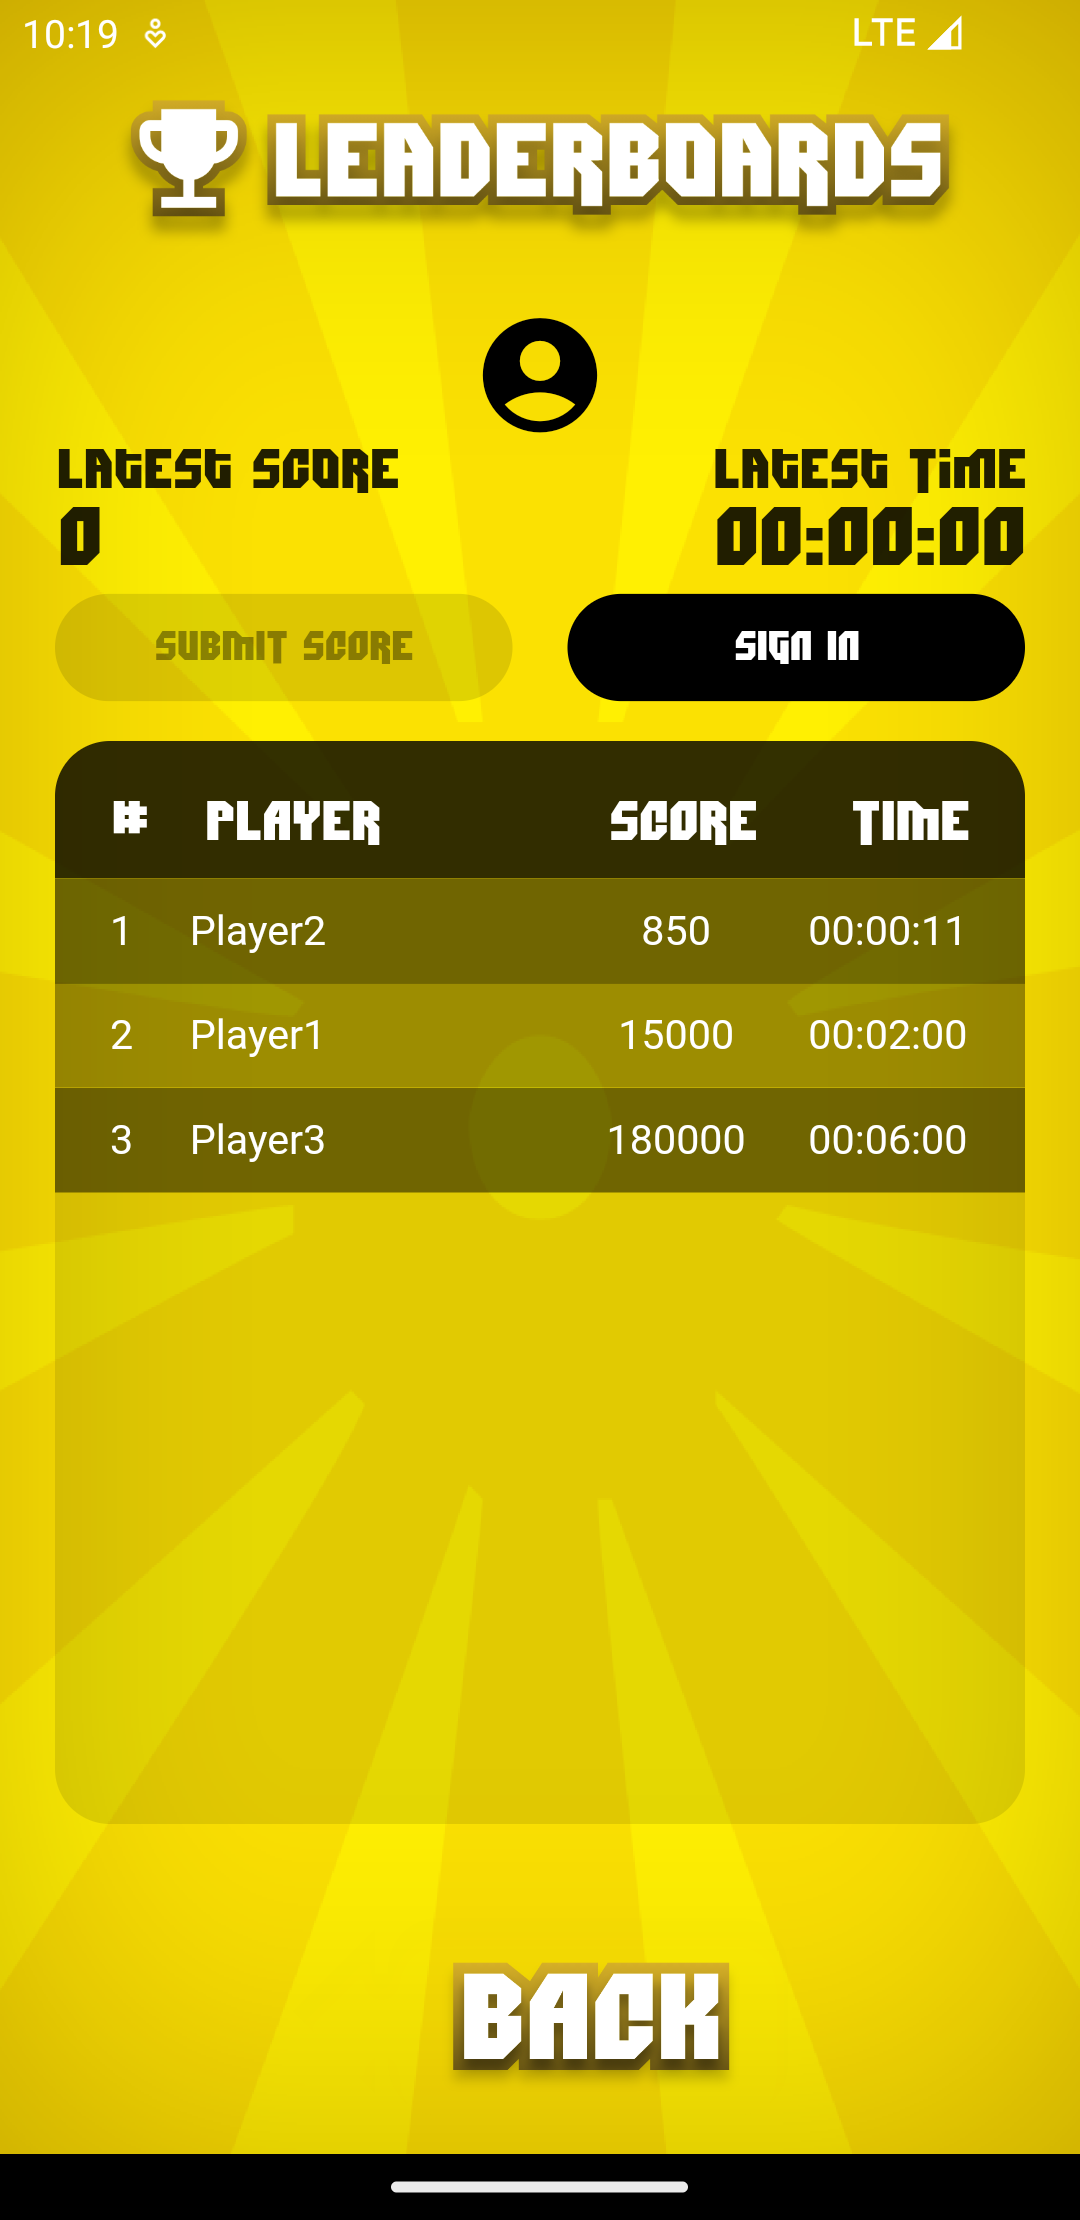 10:19 LTE
LEADERBOARDS
LATEST SCORE LATEST TiME
0 00:00:00
SUBMIT SCORE SIGN IN
# PLAYER SCORE TIME
1 Player2 850 00:00:11
2 Player1 15000 00:02:00
3 Player3 180000 00:06:00
BACK